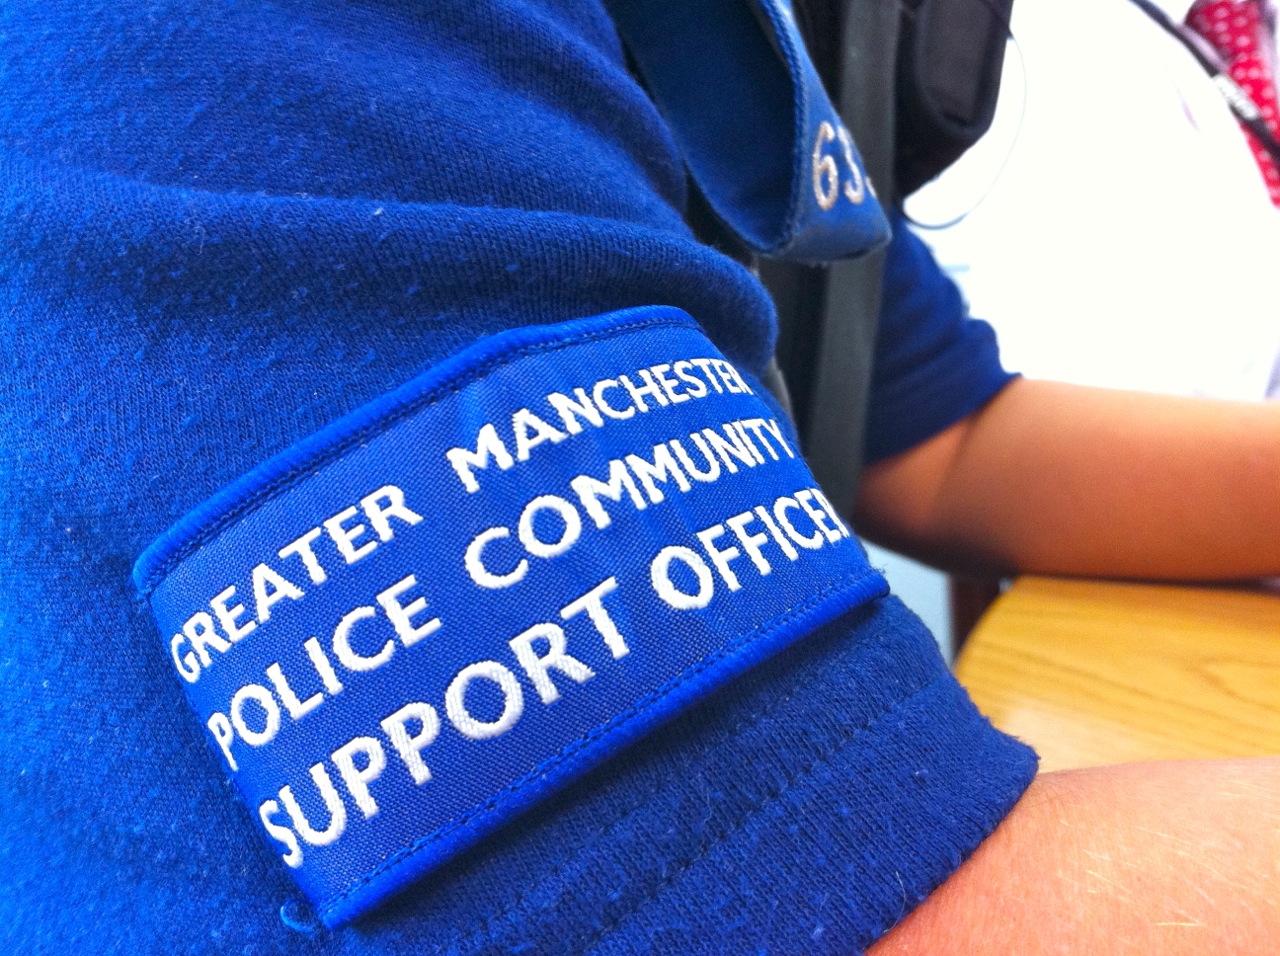 63
GREATER MANCHESTER
POLICE COMMUNITY
SUPPORT OFFICER